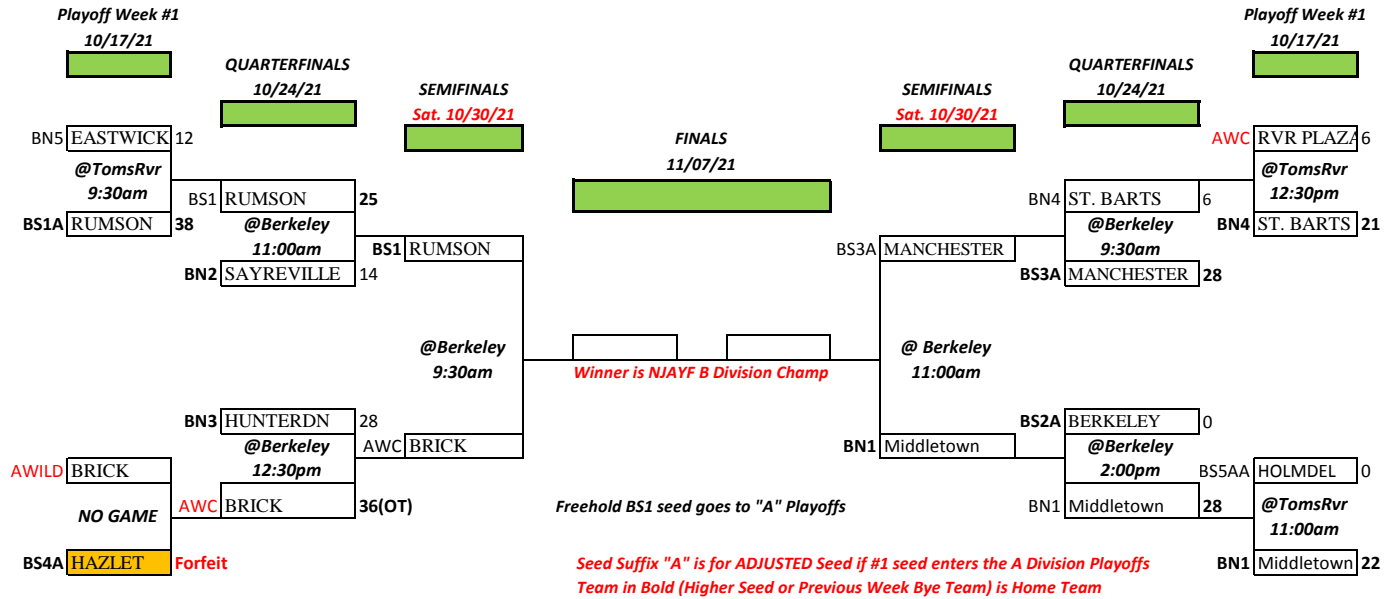 Playoff Week #1
10/17/21
Playoff Week #1
10/17/21
QUARTERFINALS
10/24/21
QUARTERFINALS
10/24/21
SEMIFINALS
Sat. 10/30/21
SEMIFINALS
Sat. 10/30/21
FINALS
11/07/21
BN5 EASTWICK 12
@TomsRvr
9:30am
BS1A RUMSON 38
BS1 RUMSON 25
@Berkeley
11:00am
BN2 SAYREVILLE 14
BS1 RUMSON
@Berkeley
9:30am
AWC BRICK
BN3 HUNTERDN 28
@Berkeley
12:30pm
AWC BRICK 36(OT)
AWILD BRICK
NO GAME
BS4A HAZLET Forfeit
Winner is NJAYF B Division Champ
BS3A MANCHESTER
@ Berkeley
11:00am
BN1 Middletown
BN4 ST. BARTS 6
@Berkeley
9:30am
BS3A MANCHESTER 28
AWC RVR PLAZA 6
@TomsRvr
12:30pm
BN4 ST. BARTS 21
BS2A BERKELEY 0
@Berkeley
2:00pm
BN1 Middletown 28
BS5AA HOLMDEL 0
@TomsRvr
11:00am
BN1 Middletown 22
Freehold BS1 seed goes to "A" Playoffs
Seed Suffix "A" is for ADJUSTED Seed if #1 seed enters the A Division Playoffs
Team in Bold (Higher Seed or Previous Week Bye Team) is Home Team